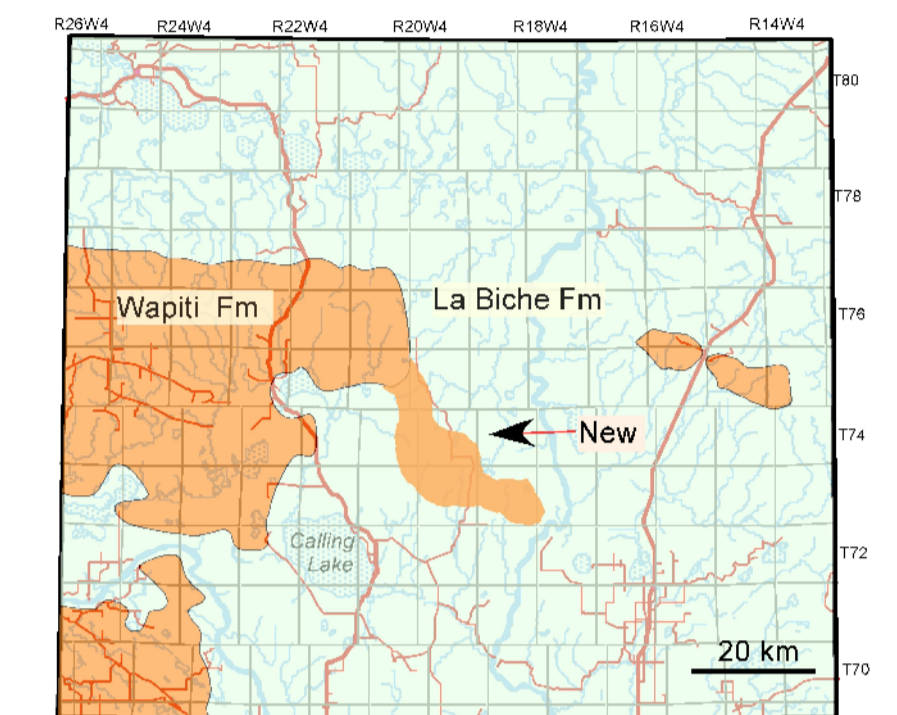 R26W4 R24W4 R22W4 R20W4 R18W4 R16W4 R14W4
T80
T78
Wapiti Fm
La Biche Fm
T76
New
T74
Calling
Lake
T72
20 km
T70